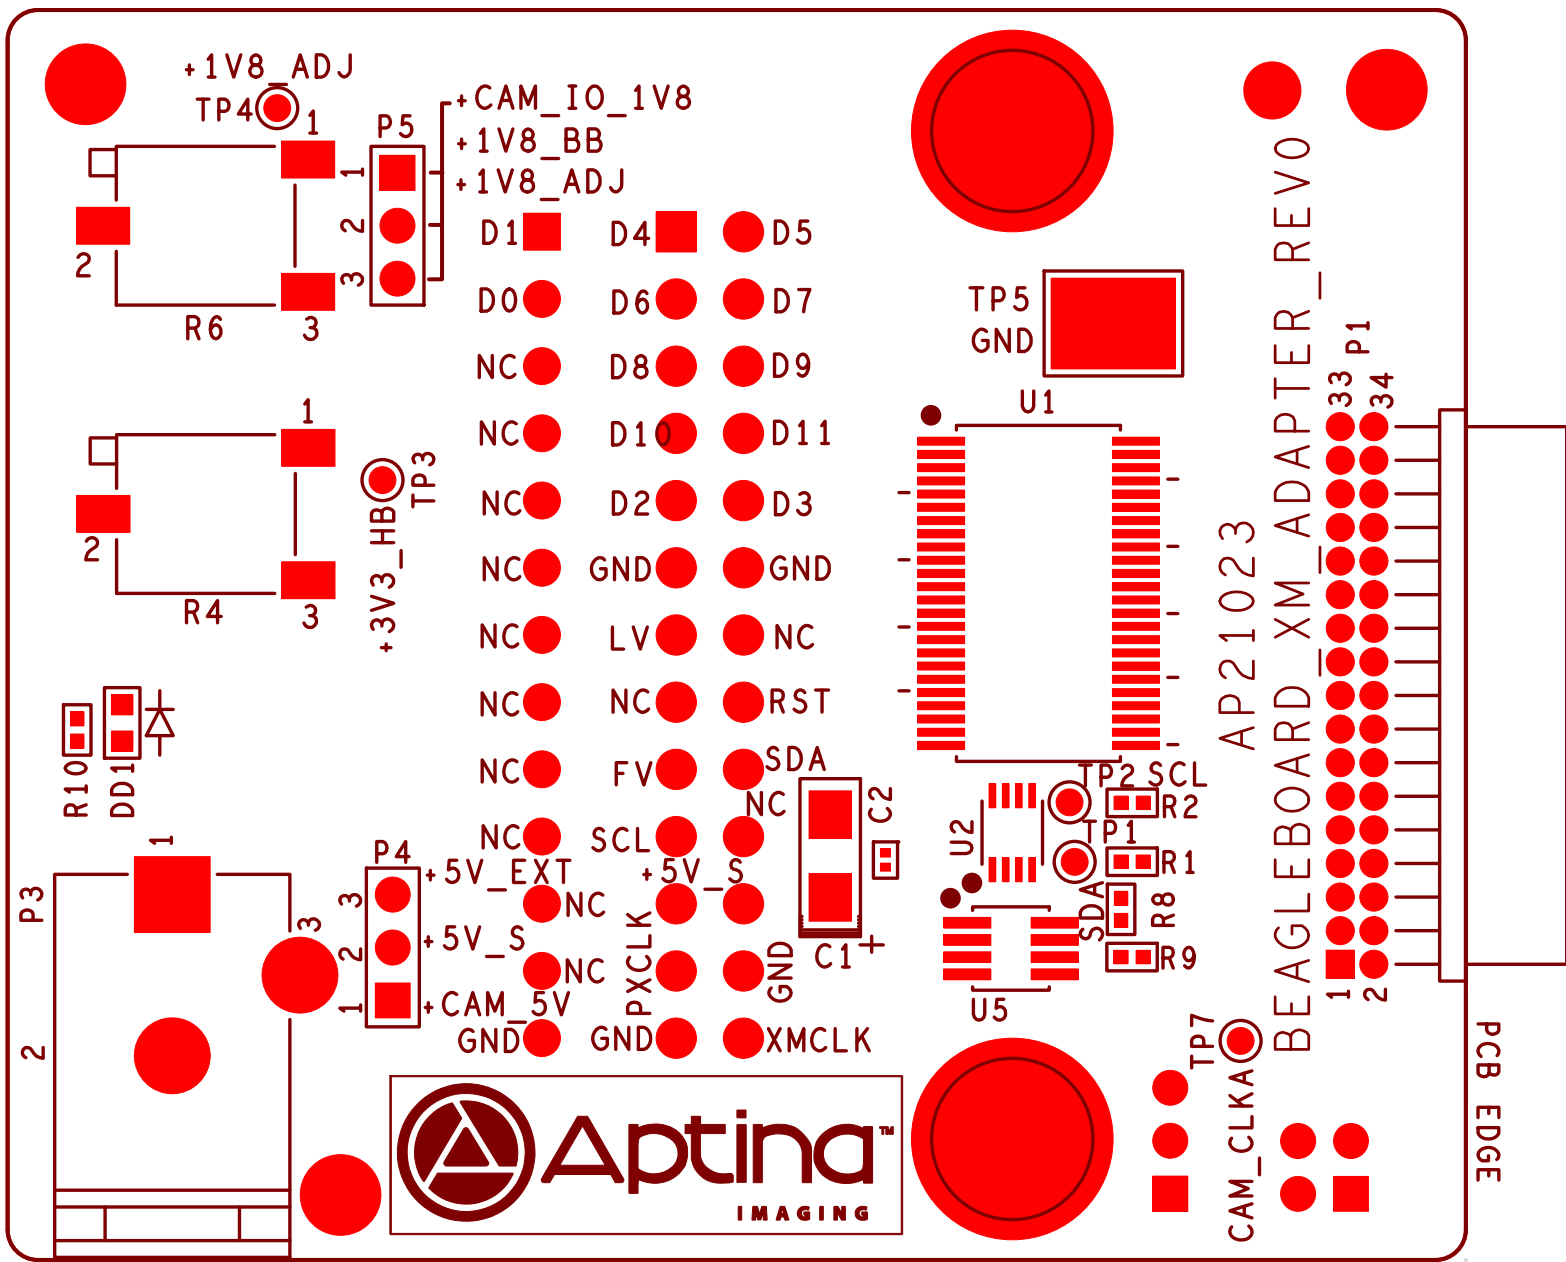 +1V8_ADJ
TP4
1
2
3
R6
P5
1
2
3
+CAM_IO_1V8
+1V8_BB
+1V8_ADJ
D1 D4 D5
D0 D6 D7
NC D8 D9
NC D10 D11
NC D2 D3
NC GND GND
NC LV NC
NC NC RST
NC FV SDA
NC SCL NC
+5V_S
NC
NC PXCLK GND
GND GND XMCLK
1
2
3
R4
TP3
+3V3_HB
R10
DD1
P3
1
2
3
P4
3
2
1
+5V_EXT
+5V_S
+CAM_5V
TP5
GND
U1
C2
C1 +
U2
TP2 SCL
R2
TP1
R1
SDA
R8
R9
U5
AP21023
BEAGLEBOARD_XM_ADAPTER_REV0
P1
33
34
1
2
TP7
CAM_CLKA
PCB EDGE
Aptina™
IMAGING